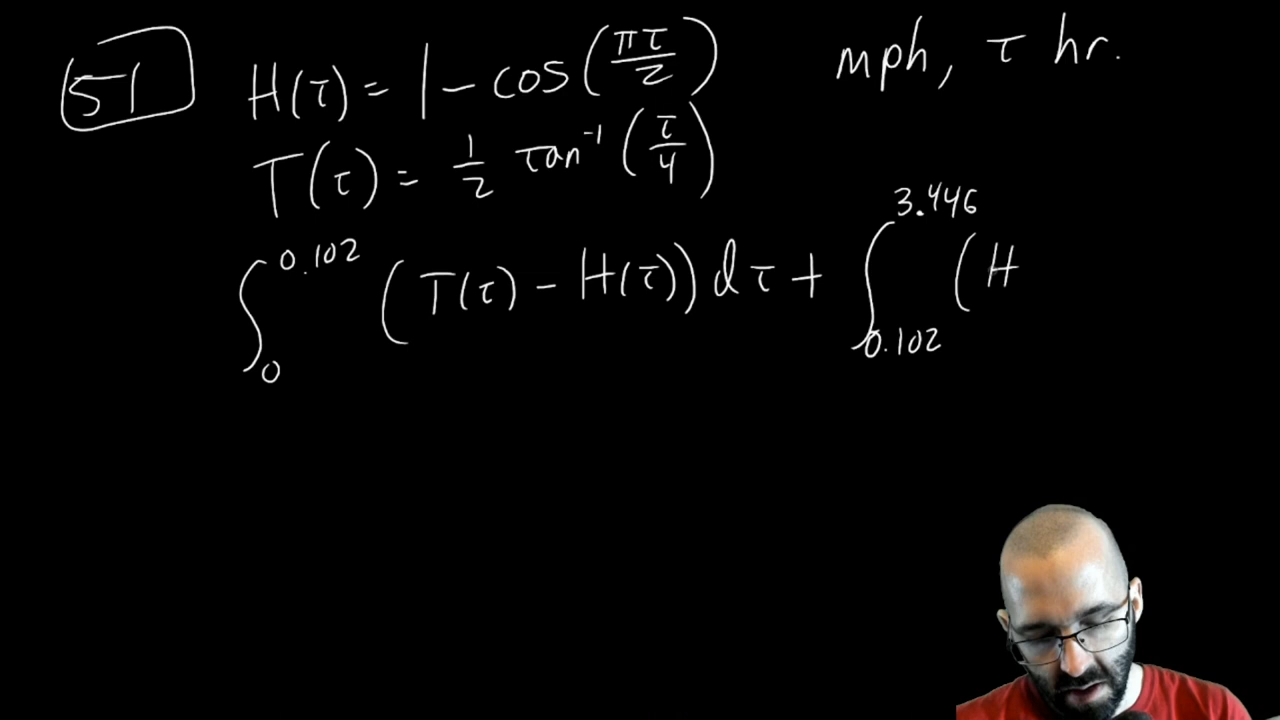 51 H(τ) = 1 − cos(πτ/2) mph, τ hr.
T(τ) = 1/2 τan⁻¹(τ/4)
∫₀^0.102 (T(τ) − H(τ)) dτ + ∫_0.102^3.446 (H